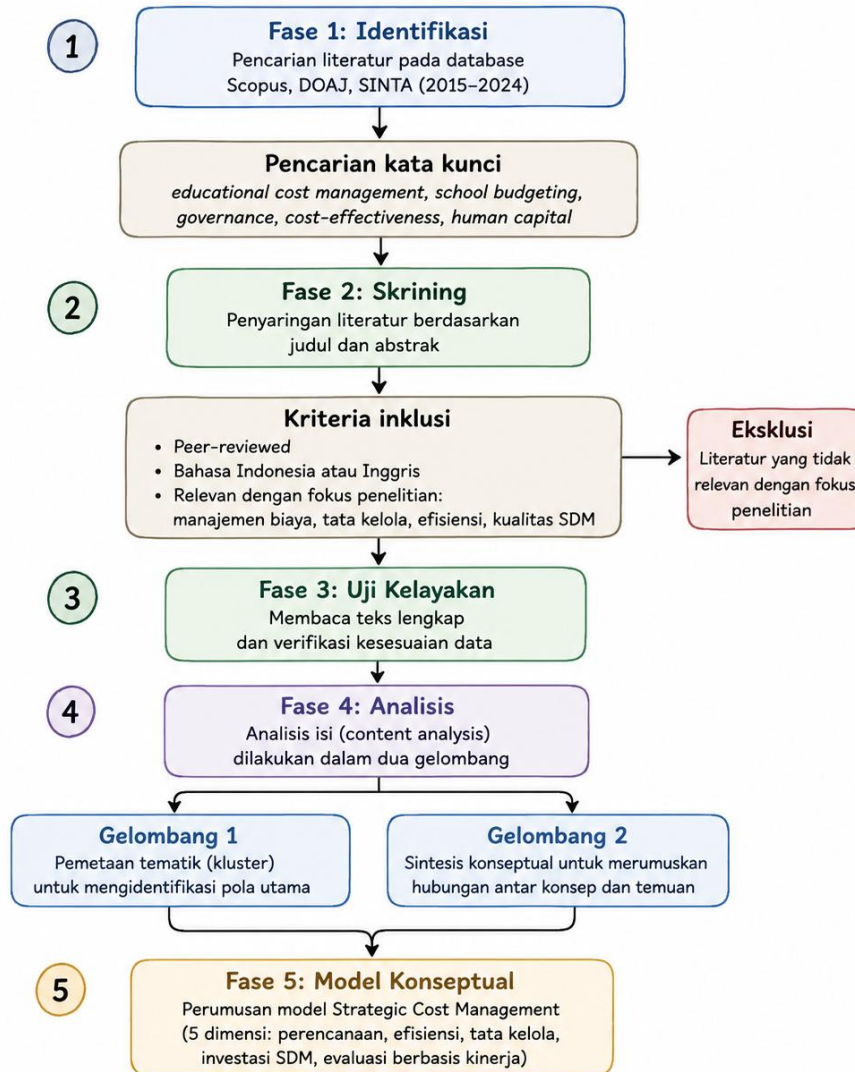 1
Fase 1: Identifikasi
Pencarian literatur pada database
Scopus, DOAJ, SINTA (2015–2024)
Pencarian kata kunci
educational cost management, school budgeting,
governance, cost-effectiveness, human capital
2
Fase 2: Skrining
Penyaringan literatur berdasarkan
judul dan abstrak
Kriteria inklusi
• Peer-reviewed
• Bahasa Indonesia atau Inggris
• Relevan dengan fokus penelitian:
manajemen biaya, tata kelola, efisiensi, kualitas SDM
Eksklusi
Literatur yang tidak
relevan dengan fokus
penelitian
3
Fase 3: Uji Kelayakan
Membaca teks lengkap
dan verifikasi kesesuaian data
4
Fase 4: Analisis
Analisis isi (content analysis)
dilakukan dalam dua gelombang
Gelombang 1
Pemetaan tematik (kluster)
untuk mengidentifikasi pola utama
Gelombang 2
Sintesis konseptual untuk merumuskan
hubungan antar konsep dan temuan
5
Fase 5: Model Konseptual
Perumusan model Strategic Cost Management
(5 dimensi: perencanaan, efisiensi, tata kelola,
investasi SDM, evaluasi berbasis kinerja)